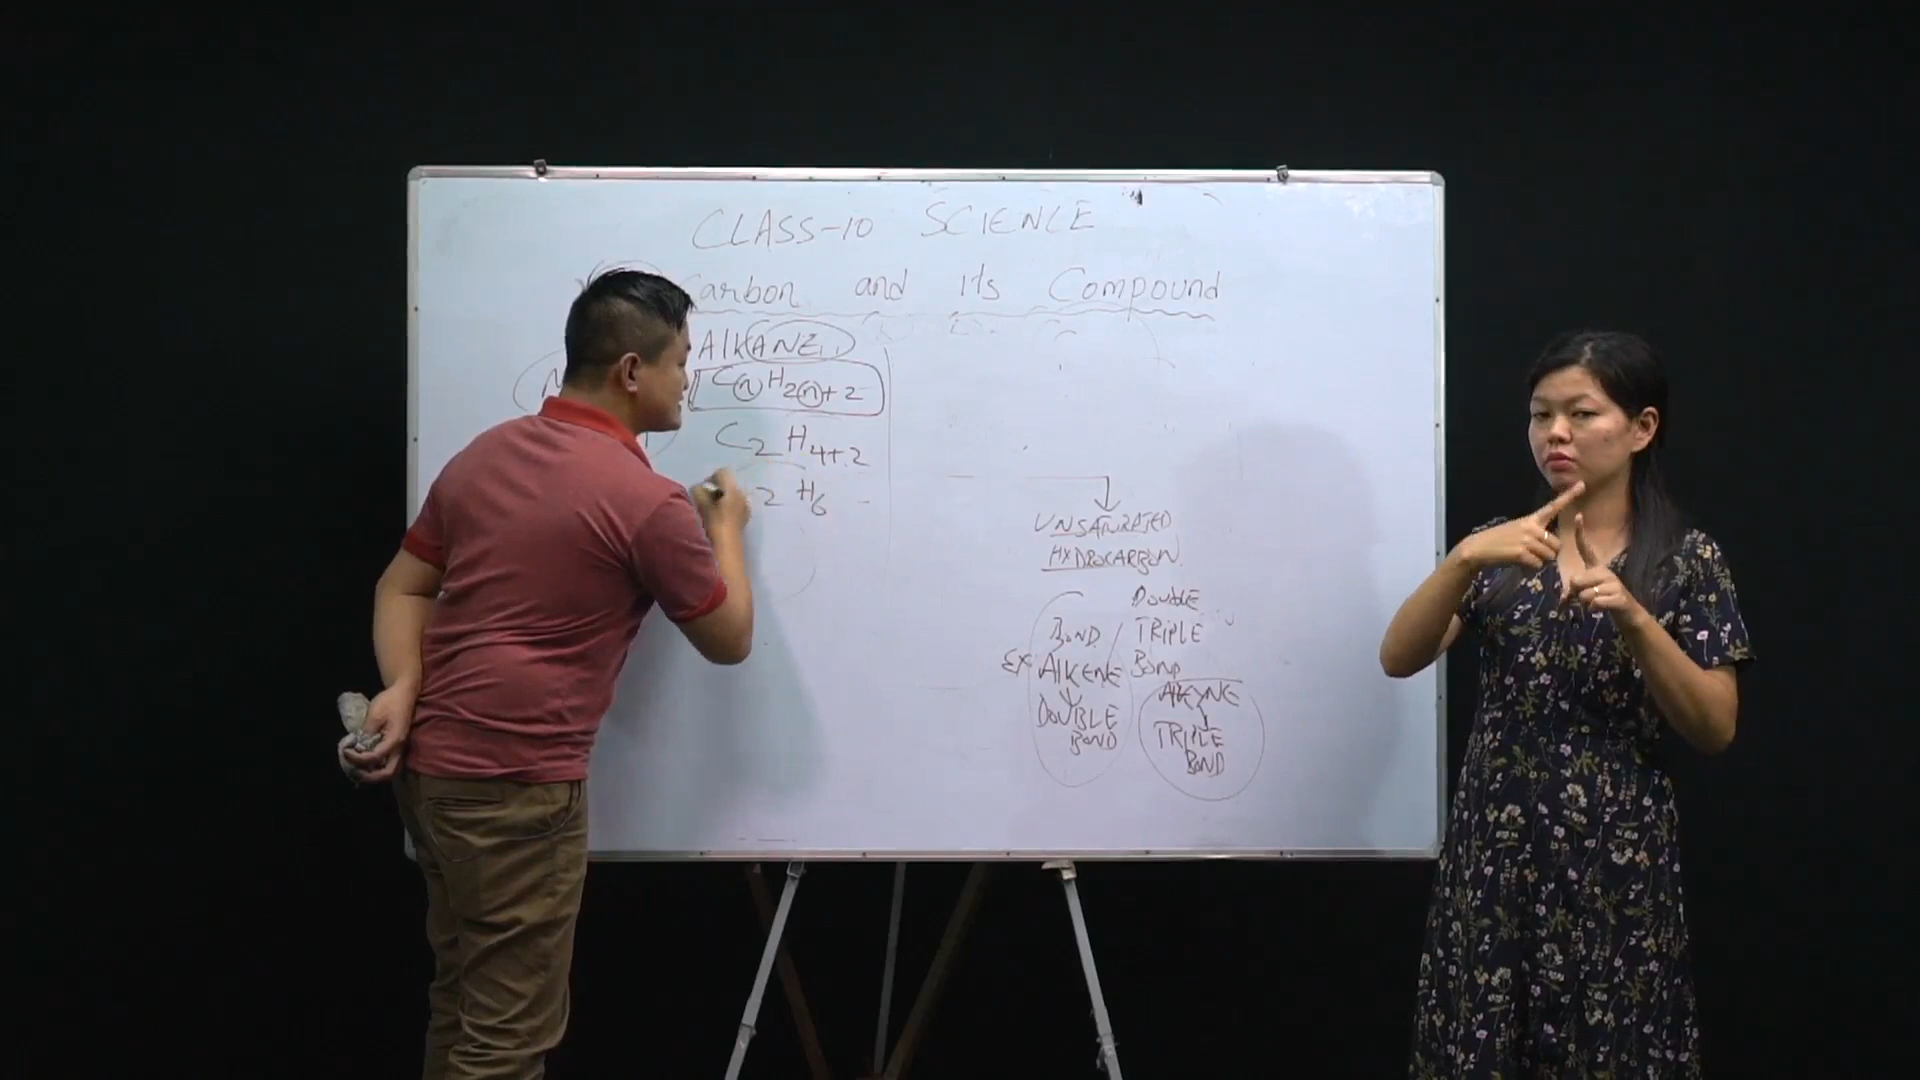 CLASS-10 SCIENCE
Carbon and its Compound
AlKANE
CnH2n+2
C2H4+2
2 H6
UNSATURATED
HYDROCARBON
DOUBLE
BOND / TRIPLE
EX ALKENE BOND
DOUBLE
BOND
ALKYNE
TRIPLE
BOND